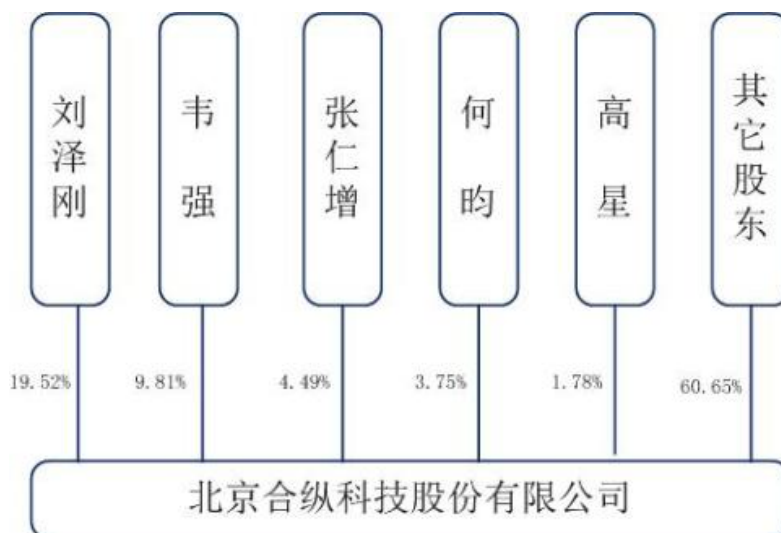 刘泽刚
韦强
张仁增
何昀
高星
其它股东
19.52%
9.81%
4.49%
3.75%
1.78%
60.65%
北京合纵科技股份有限公司